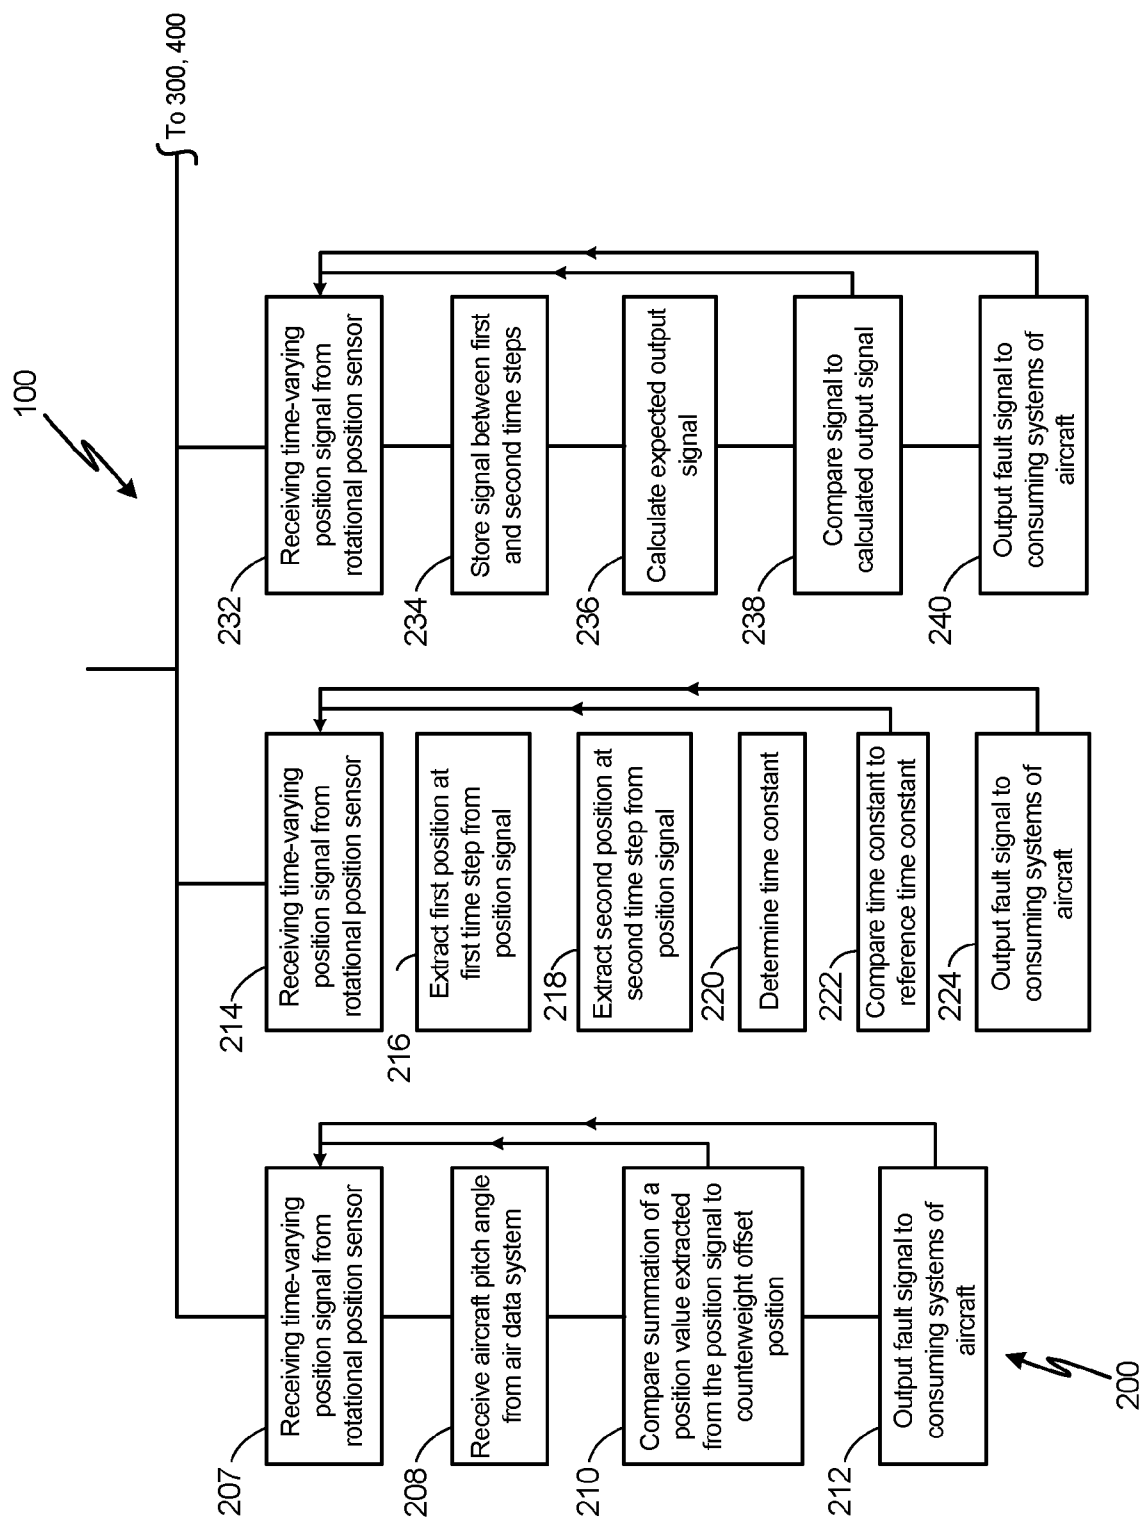 100
To 300, 400
207
Receiving time-varying
position signal from
rotational position sensor
208
Receive aircraft pitch angle
from air data system
210
Compare summation of a
position value extracted
from the position signal to
counterweight offset
position
212
Output fault signal to
consuming systems of
aircraft
200
214
Receiving time-varying
position signal from
rotational position sensor
216
Extract first position at
first time step from
position signal
218
Extract second position at
second time step from
position signal
220
Determine time constant
222
Compare time constant to
reference time constant
224
Output fault signal to
consuming systems of
aircraft
232
Receiving time-varying
position signal from
rotational position sensor
234
Store signal between first
and second time steps
236
Calculate expected output
signal
238
Compare signal to
calculated output signal
240
Output fault signal to
consuming systems of
aircraft